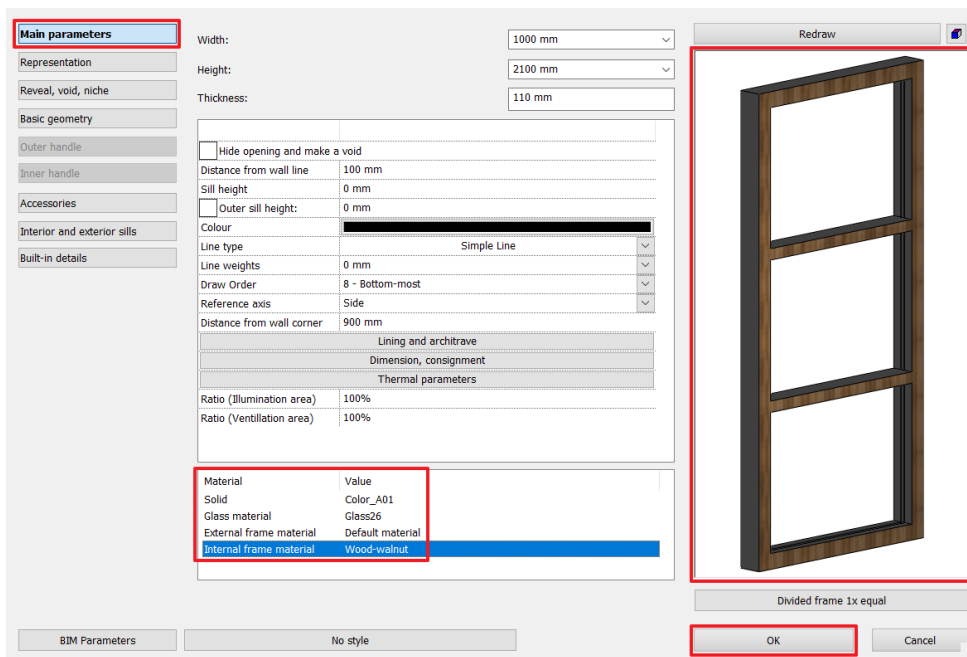 Main parameters
Representation
Reveal, void, niche
Basic geometry
Outer handle
Inner handle
Accessories
Interior and exterior sills
Built-in details
Width: 1000 mm
Height: 2100 mm
Thickness: 110 mm
Hide opening and make a void
Distance from wall line 100 mm
Sill height 0 mm
Outer sill height: 0 mm
Colour
Line type Simple Line
Line weights 0 mm
Draw Order 8 - Bottom-most
Reference axis Side
Distance from wall corner 900 mm
Lining and architrave
Dimension, consignment
Thermal parameters
Ratio (Illumination area) 100%
Ratio (Ventillation area) 100%
Material Value
Solid Color_A01
Glass material Glass26
External frame material Default material
Internal frame material Wood-walnut
Redraw
Divided frame 1x equal
BIM Parameters
No style
OK
Cancel